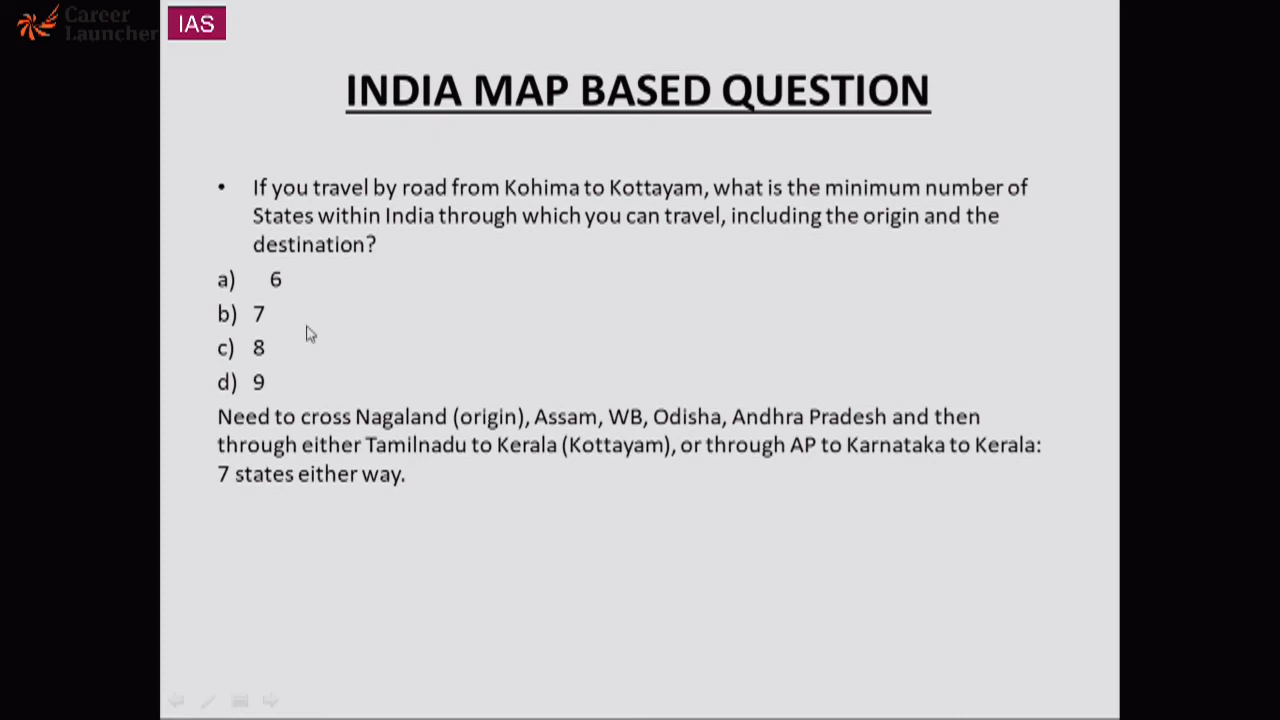 Career
Launcher
IAS
INDIA MAP BASED QUESTION
• If you travel by road from Kohima to Kottayam, what is the minimum number of
States within India through which you can travel, including the origin and the
destination?
a) 6
b) 7
c) 8
d) 9
Need to cross Nagaland (origin), Assam, WB, Odisha, Andhra Pradesh and then
through either Tamilnadu to Kerala (Kottayam), or through AP to Karnataka to Kerala:
7 states either way.